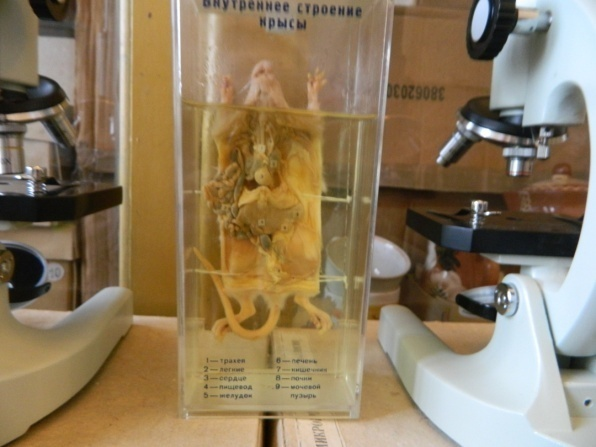 Внутреннее строение
крысы
38062030
1—трахея
2—легкие
3—сердце
4—пищевод
5—желудок
6—печень
7—кишечник
8—почки
9—мочевой
пузырь